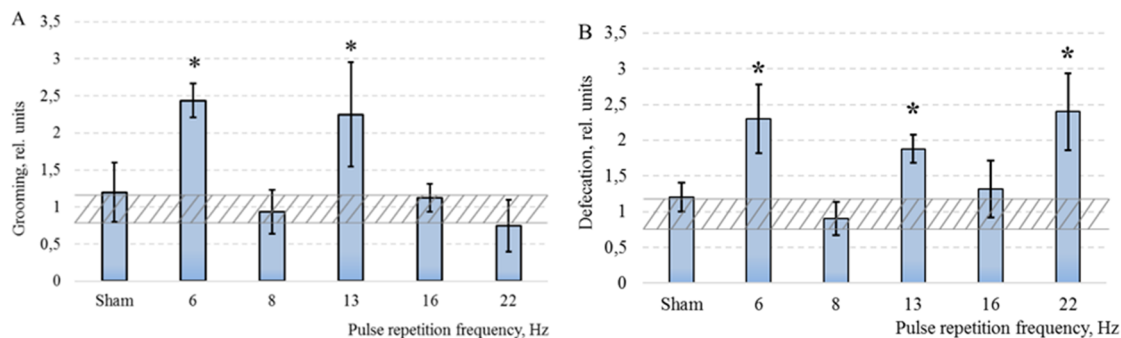 A
Grooming, rel. units
3,5
3
2,5
2
1,5
1
0,5
0
*
*
Sham 6 8 13 16 22
Pulse repetition frequency, Hz
B
Defecation, rel. units
3,5
3
2,5
2
1,5
1
0,5
0
*
*
*
Sham 6 8 13 16 22
Pulse repetition frequency, Hz